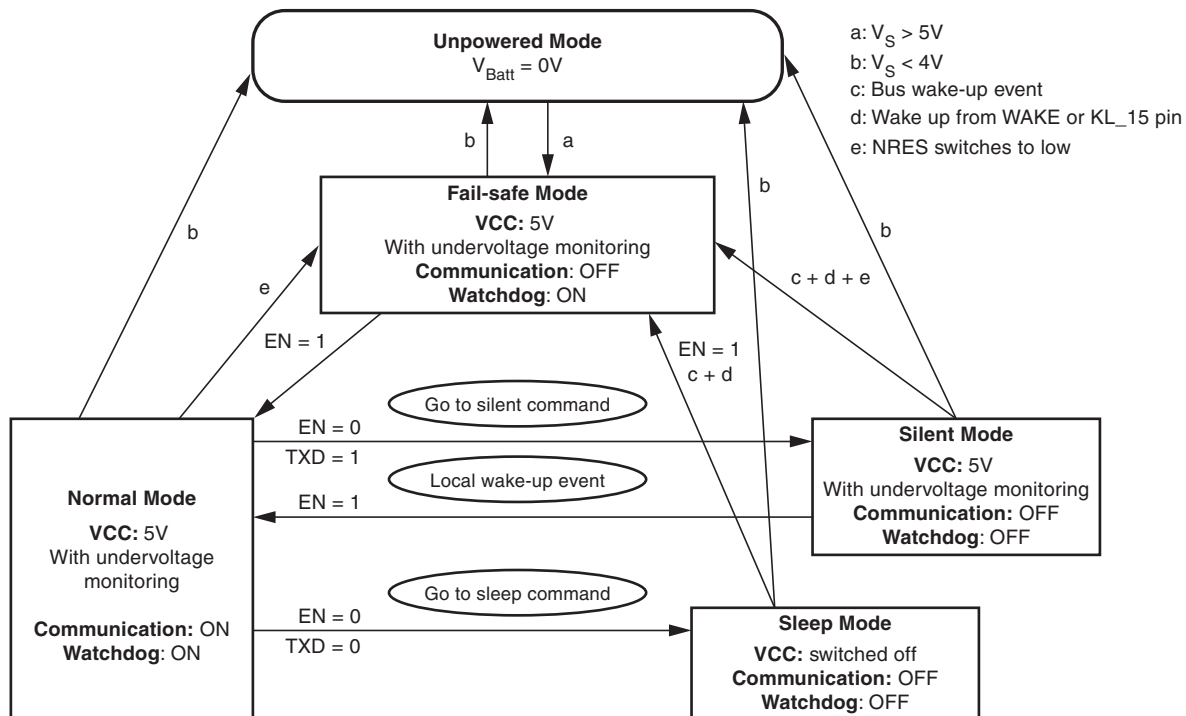 Unpowered Mode
V_Batt = 0V
a: V_S > 5V
b: V_S < 4V
c: Bus wake-up event
d: Wake up from WAKE or KL_15 pin
e: NRES switches to low
b
a
Fail-safe Mode
VCC: 5V
With undervoltage monitoring
Communication: OFF
Watchdog: ON
b
e
b
b
c + d + e
EN = 1
EN = 1
c + d
Go to silent command
EN = 0
TXD = 1
Local wake-up event
EN = 1
Silent Mode
VCC: 5V
With undervoltage monitoring
Communication: OFF
Watchdog: OFF
Normal Mode
VCC: 5V
With undervoltage
monitoring
Communication: ON
Watchdog: ON
Go to sleep command
EN = 0
TXD = 0
Sleep Mode
VCC: switched off
Communication: OFF
Watchdog: OFF